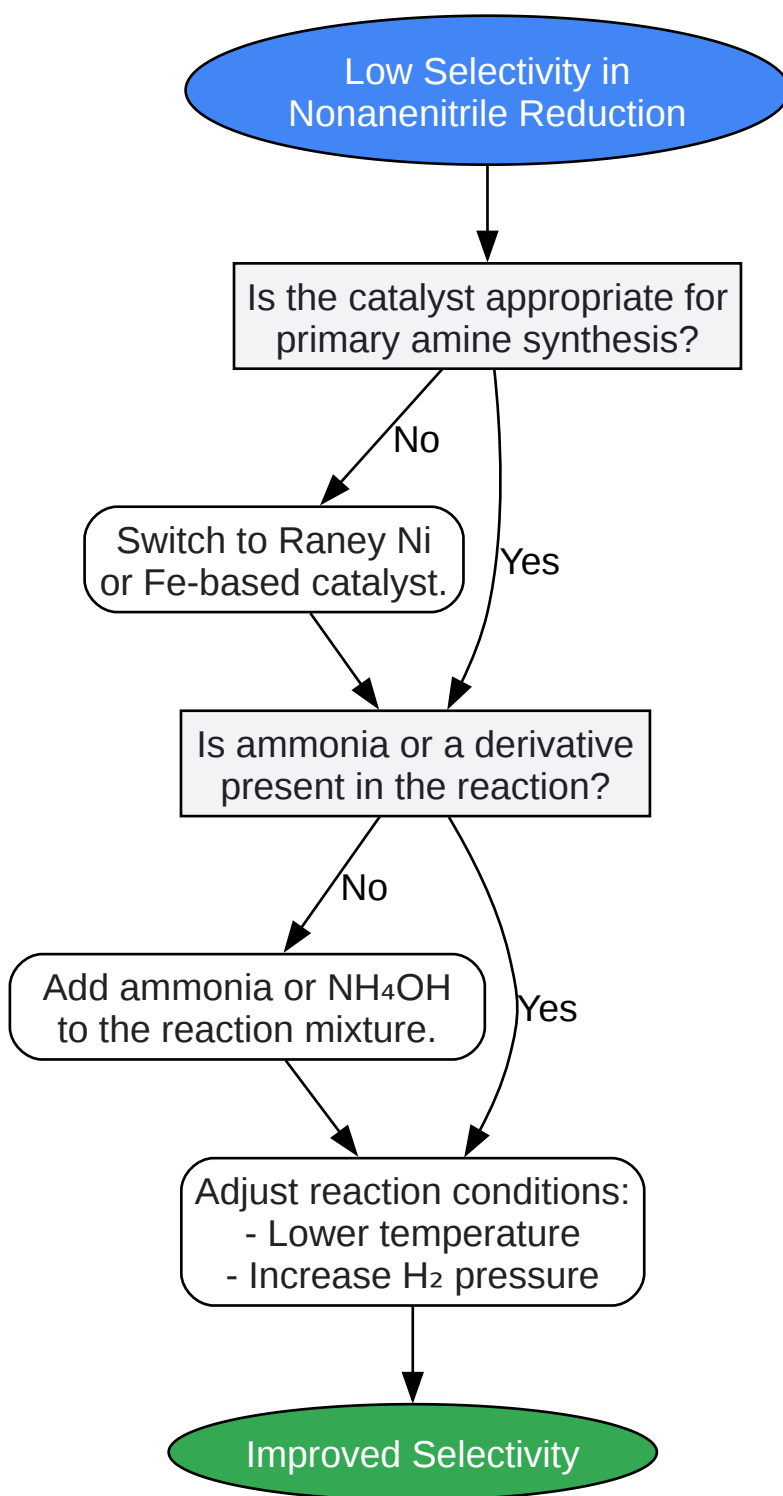 Low Selectivity in
Nonanenitrile Reduction
Is the catalyst appropriate for
primary amine synthesis?
No
Switch to Raney Ni
or Fe-based catalyst.
Yes
Is ammonia or a derivative
present in the reaction?
No
Add ammonia or NH₄OH
to the reaction mixture.
Yes
Adjust reaction conditions:
- Lower temperature
- Increase H₂ pressure
Improved Selectivity